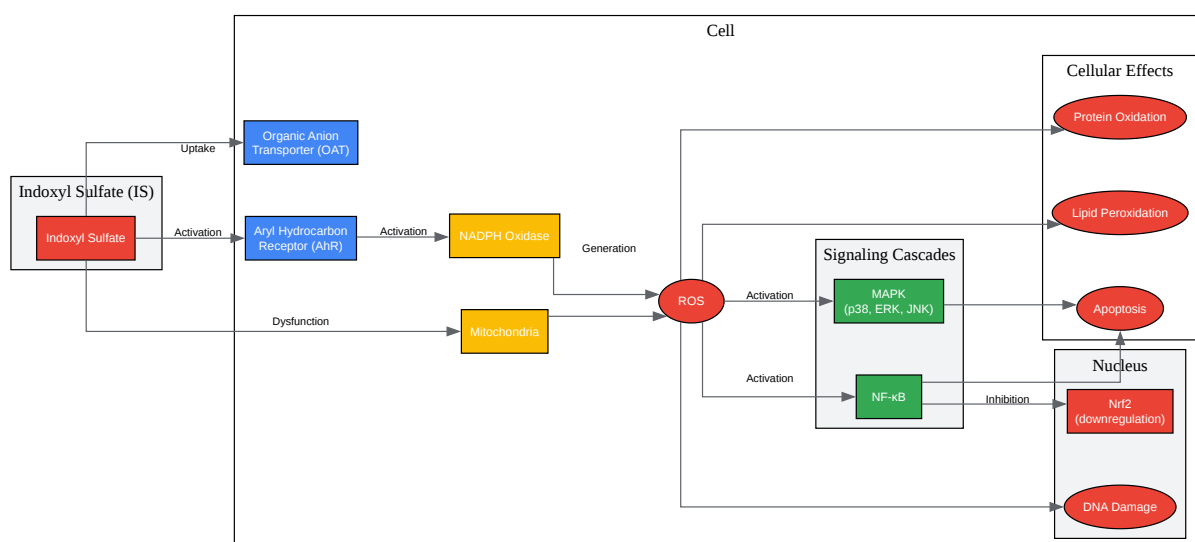 Cell
Cellular Effects
Protein Oxidation
Organic Anion
Transporter (OAT)
Uptake
Indoxyl Sulfate (IS)
Indoxyl Sulfate
Activation
Aryl Hydrocarbon
Receptor (AhR)
Activation
NADPH Oxidase
Generation
Lipid Peroxidation
Signaling Cascades
ROS
Activation
MAPK
(p38, ERK, JNK)
Apoptosis
Dysfunction
Mitochondria
Nucleus
Activation
NF-κB
Inhibition
Nrf2
(downregulation)
DNA Damage